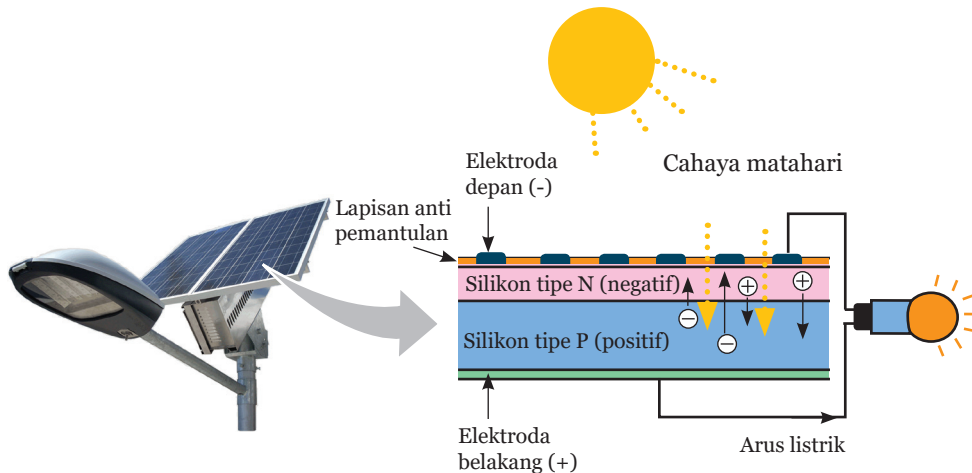 Cahaya matahari
Elektroda
depan (-)
Lapisan anti
pemantulan
Silikon tipe N (negatif)
Silikon tipe P (positif)
Elektroda
belakang (+)
Arus listrik